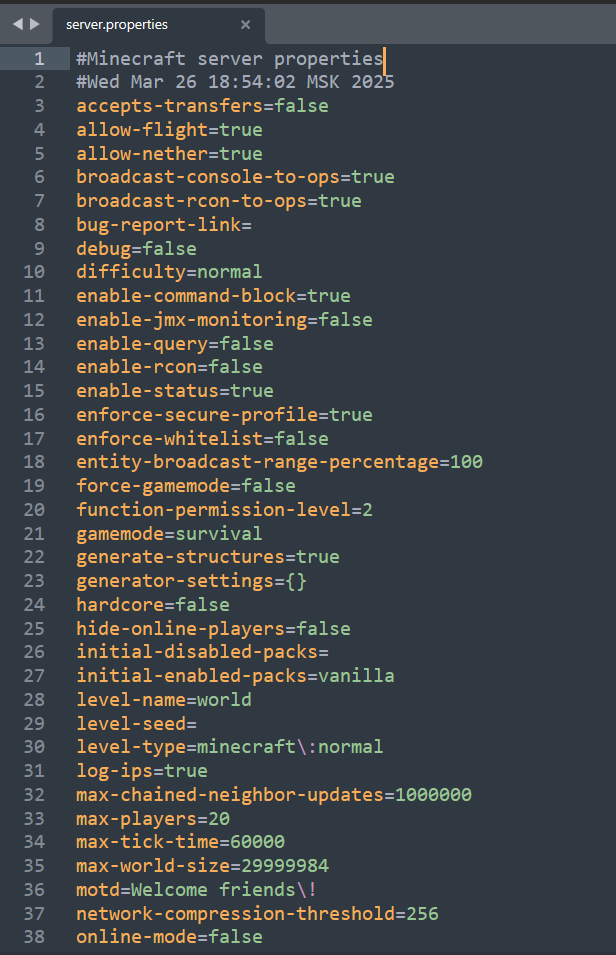 server.properties
1 #Minecraft server properties
2 #Wed Mar 26 18:54:02 MSK 2025
3 accepts-transfers=false
4 allow-flight=true
5 allow-nether=true
6 broadcast-console-to-ops=true
7 broadcast-rcon-to-ops=true
8 bug-report-link=
9 debug=false
10 difficulty=normal
11 enable-command-block=true
12 enable-jmx-monitoring=false
13 enable-query=false
14 enable-rcon=false
15 enable-status=true
16 enforce-secure-profile=true
17 enforce-whitelist=false
18 entity-broadcast-range-percentage=100
19 force-gamemode=false
20 function-permission-level=2
21 gamemode=survival
22 generate-structures=true
23 generator-settings={}
24 hardcore=false
25 hide-online-players=false
26 initial-disabled-packs=
27 initial-enabled-packs=vanilla
28 level-name=world
29 level-seed=
30 level-type=minecraft\:normal
31 log-ips=true
32 max-chained-neighbor-updates=1000000
33 max-players=20
34 max-tick-time=60000
35 max-world-size=29999984
36 motd=Welcome friends\!
37 network-compression-threshold=256
38 online-mode=false